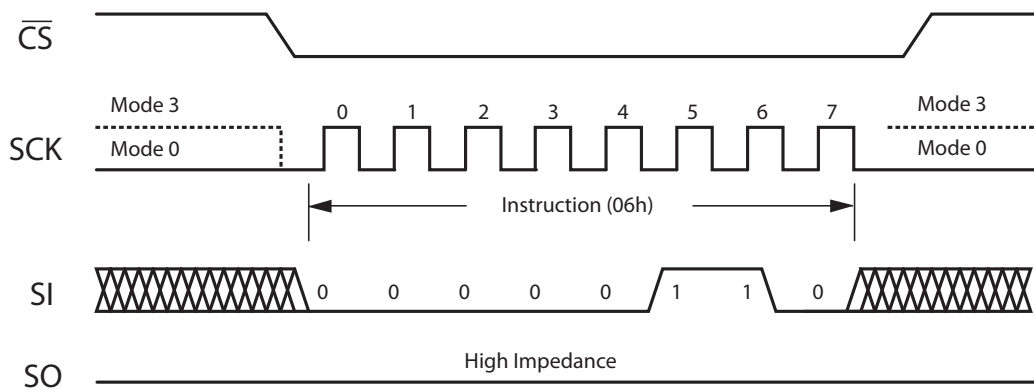 CS
Mode 3
0 1 2 3 4 5 6 7
Mode 3
SCK
Mode 0
Mode 0
Instruction (06h)
SI
0 0 0 0 0 1 1 0
High Impedance
SO